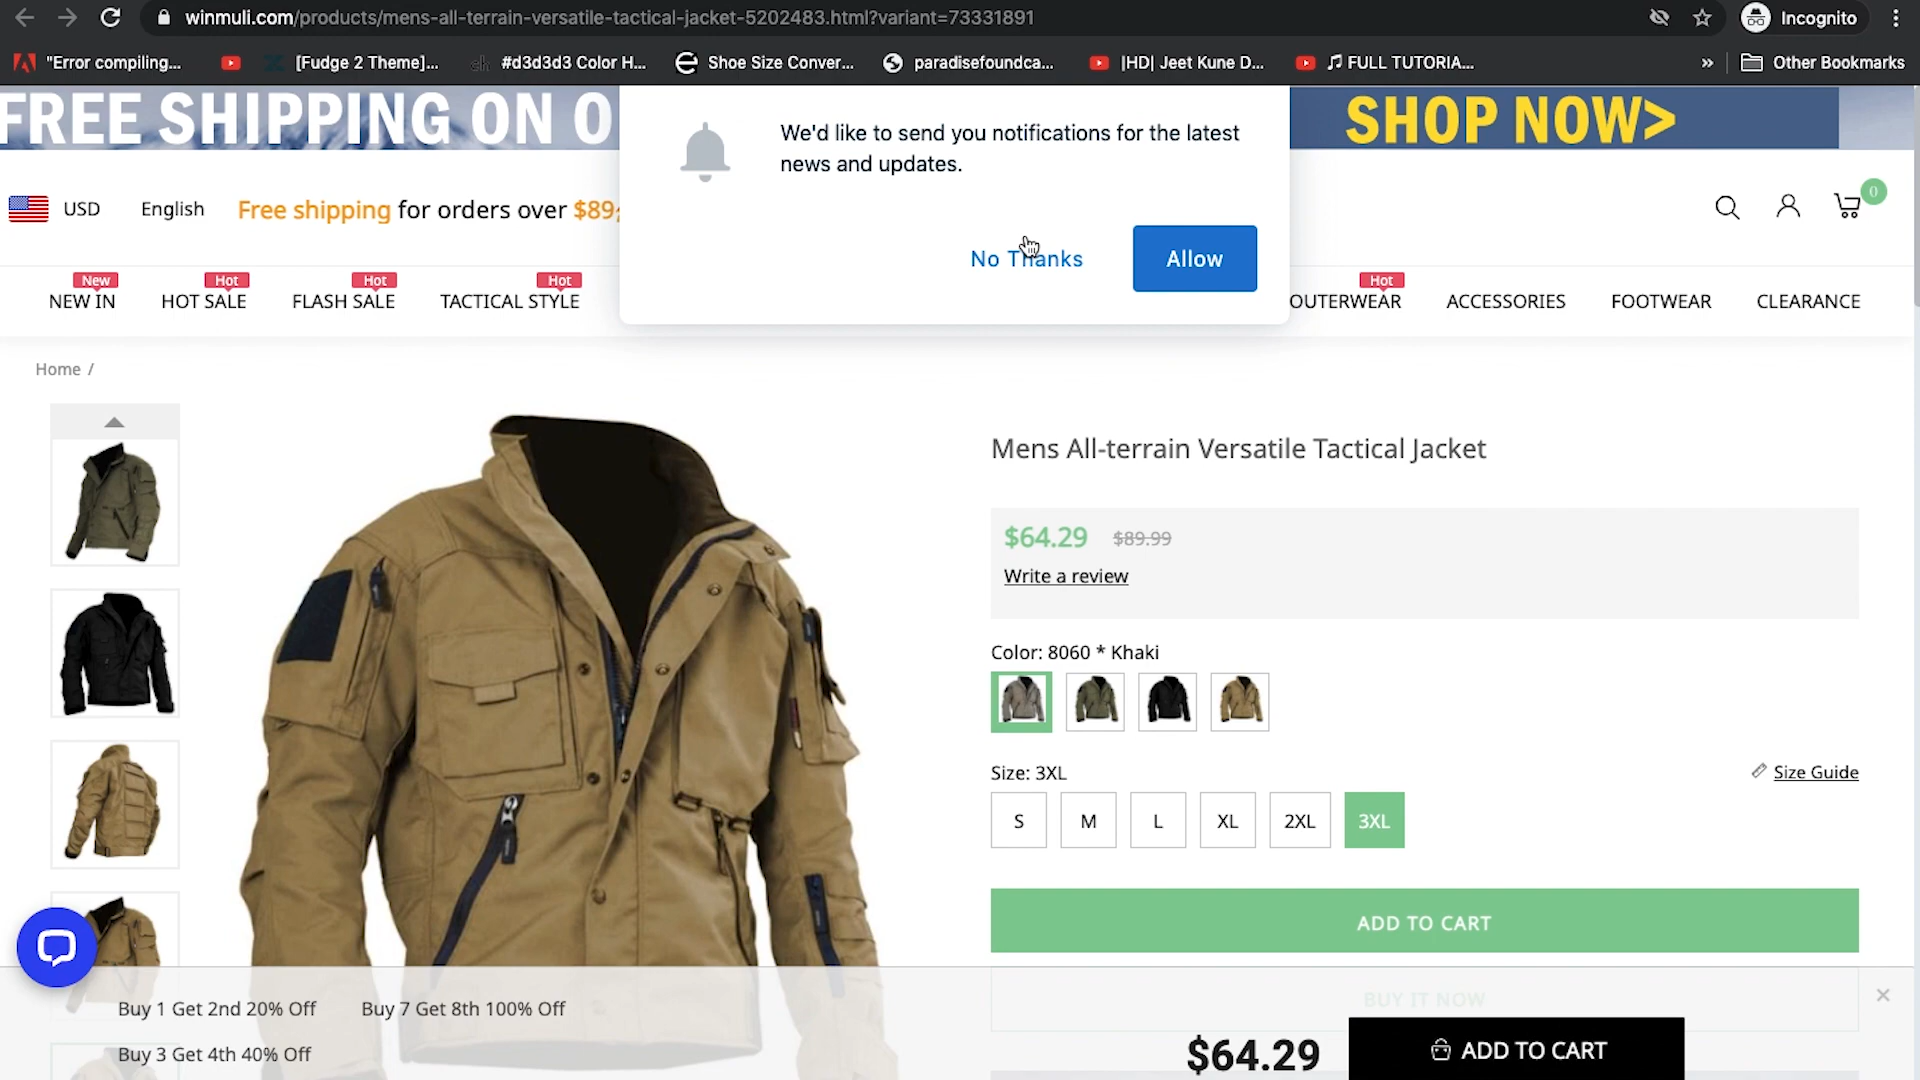 winmuli.com/products/mens-all-terrain-versatile-tactical-jacket-5202483.html?variant=73331891
Incognito
"Error compiling...
[Fudge 2 Theme]...
#d3d3d3 Color H...
Shoe Size Conver...
paradisefoundca...
|HD| Jeet Kune D...
FULL TUTORIA...
»
Other Bookmarks
FREE SHIPPING ON O
SHOP NOW>
We'd like to send you notifications for the latest
news and updates.
No Thanks
Allow
USD
English
Free shipping for orders over $89
0
New
Hot
Hot
Hot
Hot
NEW IN
HOT SALE
FLASH SALE
TACTICAL STYLE
OUTERWEAR
ACCESSORIES
FOOTWEAR
CLEARANCE
Home /
Mens All-terrain Versatile Tactical Jacket
$64.29 $89.99
Write a review
Color: 8060 * Khaki
Size: 3XL
Size Guide
S
M
L
XL
2XL
3XL
ADD TO CART
BUY IT NOW
Buy 1 Get 2nd 20% Off
Buy 7 Get 8th 100% Off
Buy 3 Get 4th 40% Off
$64.29
ADD TO CART